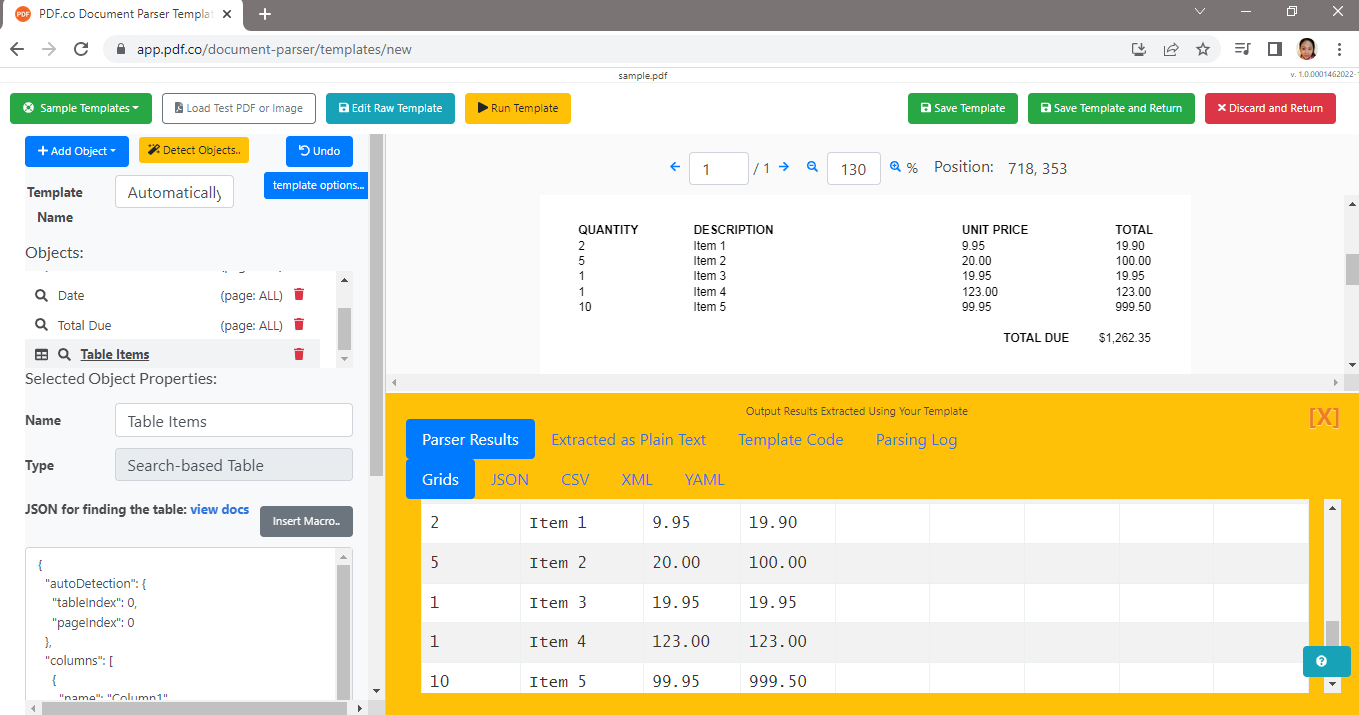 PDF.co Document Parser Templat
app.pdf.co/document-parser/templates/new
sample.pdf
v. 1.0.0001462022-1
Sample Templates Load Test PDF or Image Edit Raw Template Run Template Save Template Save Template and Return Discard and Return
Add Object Detect Objects.. Undo
Template Name
Automatically
template options...
Objects:
Date (page: ALL)
Total Due (page: ALL)
Table Items
Selected Object Properties:
Name Table Items
Type Search-based Table
JSON for finding the table: view docs
Insert Macro..
{
"autoDetection": {
"tableIndex": 0,
"pageIndex": 0
},
"columns": [
{
"name": "Column1"
1 / 1 130 % Position: 718, 353
QUANTITY DESCRIPTION UNIT PRICE TOTAL
2 Item 1 9.95 19.90
5 Item 2 20.00 100.00
1 Item 3 19.95 19.95
1 Item 4 123.00 123.00
10 Item 5 99.95 999.50
TOTAL DUE $1,262.35
Output Results Extracted Using Your Template
[X]
Parser Results Extracted as Plain Text Template Code Parsing Log
Grids JSON CSV XML YAML
2 Item 1 9.95 19.90
5 Item 2 20.00 100.00
1 Item 3 19.95 19.95
1 Item 4 123.00 123.00
10 Item 5 99.95 999.50